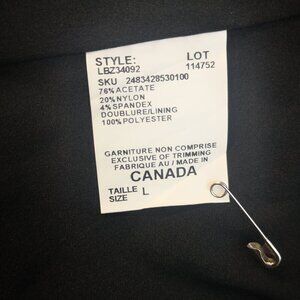 STYLE: LOT
LBZ34092 114752
SKU 2483428530100
76% ACETATE
20% NYLON
4% SPANDEX
DOUBLURE/LINING
100% POLYESTER
GARNITURE NON COMPRISE
EXCLUSIVE OF TRIMMING
FABRIQUE AU / MADE IN
CANADA
TAILLE
SIZE L